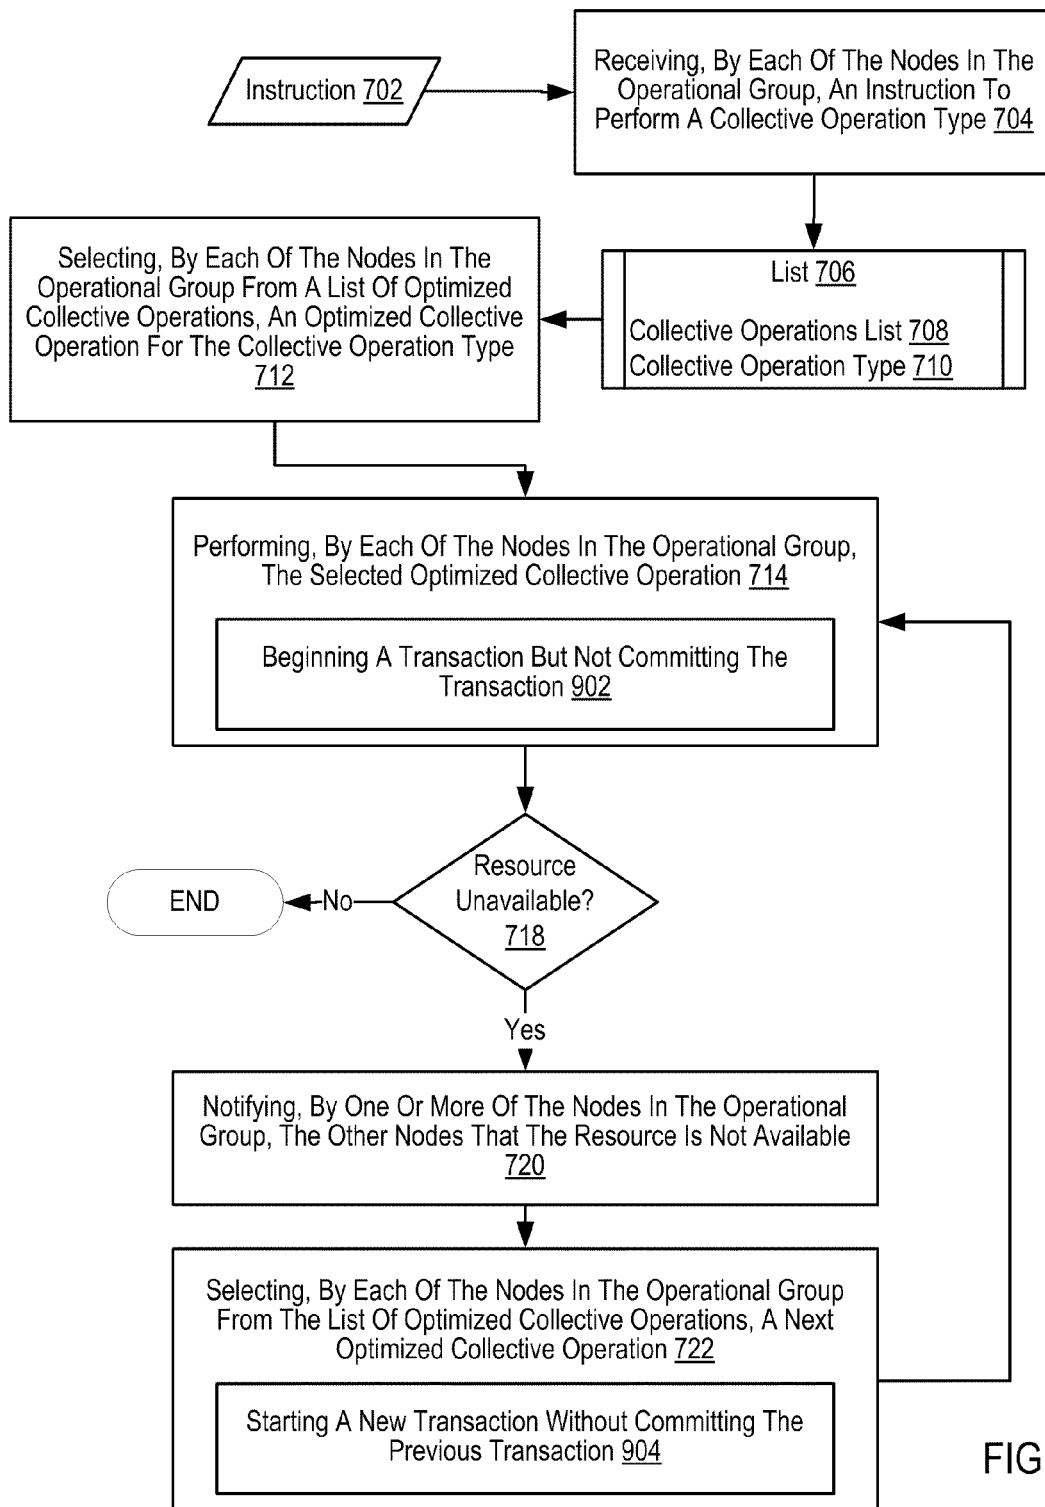 Instruction 702
Receiving, By Each Of The Nodes In The
Operational Group, An Instruction To
Perform A Collective Operation Type 704
List 706
Collective Operations List 708
Collective Operation Type 710
Selecting, By Each Of The Nodes In The
Operational Group From A List Of Optimized
Collective Operations, An Optimized Collective
Operation For The Collective Operation Type
712
Performing, By Each Of The Nodes In The Operational Group,
The Selected Optimized Collective Operation 714
Beginning A Transaction But Not Committing The
Transaction 902
Resource
Unavailable?
718
No
END
Yes
Notifying, By One Or More Of The Nodes In The Operational
Group, The Other Nodes That The Resource Is Not Available
720
Selecting, By Each Of The Nodes In The Operational Group
From The List Of Optimized Collective Operations, A Next
Optimized Collective Operation 722
Starting A New Transaction Without Committing The
Previous Transaction 904
FIG